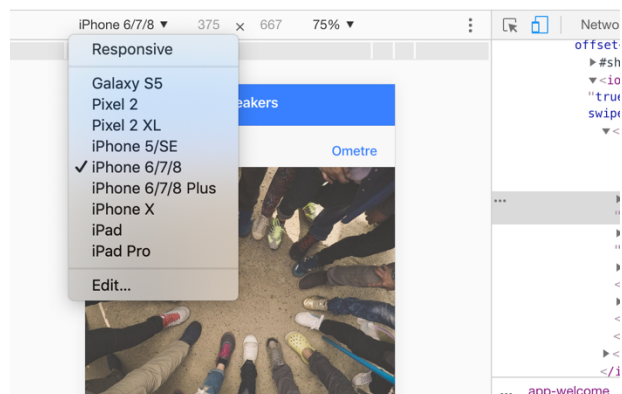 iPhone 6/7/8 ▼ 375 × 667 75% ▼
Responsive
Galaxy S5
Pixel 2
Pixel 2 XL
iPhone 5/SE
✓ iPhone 6/7/8
iPhone 6/7/8 Plus
iPhone X
iPad
iPad Pro
Edit...
eakers
Ometre
Netwo
offset
▶#sh
▼<io
"true
swipe
▼<
▶<
</i
... app-welcome